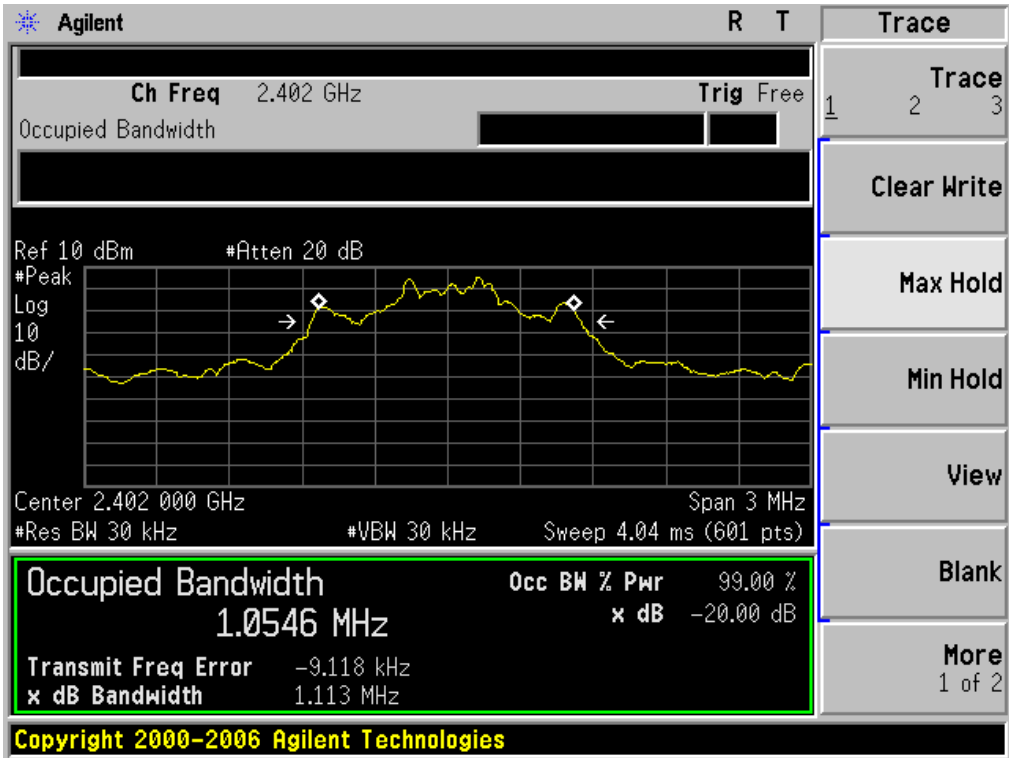 Agilent R T
Ch Freq 2.402 GHz Trig Free
Occupied Bandwidth
Ref 10 dBm #Atten 20 dB
#Peak
Log
10
dB/
Center 2.402 000 GHz Span 3 MHz
#Res BW 30 kHz #VBW 30 kHz Sweep 4.04 ms (601 pts)
Occupied Bandwidth Occ BW % Pwr 99.00 %
1.0546 MHz x dB -20.00 dB
Transmit Freq Error -9.118 kHz
x dB Bandwidth 1.113 MHz
Copyright 2000-2006 Agilent Technologies
Trace
Trace
1 2 3
Clear Write
Max Hold
Min Hold
View
Blank
More
1 of 2